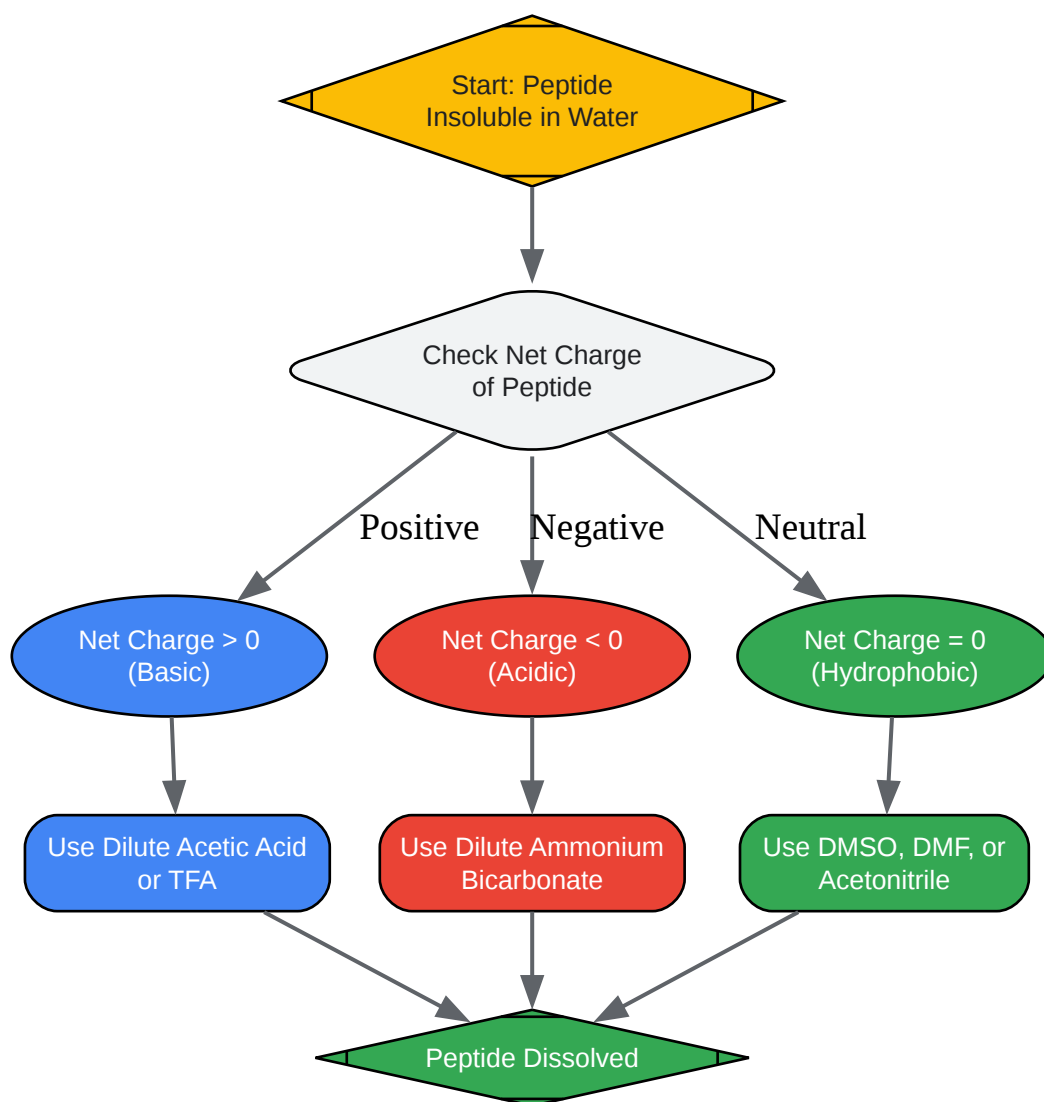 Start: Peptide
Insoluble in Water
Check Net Charge
of Peptide
Positive
Negative
Neutral
Net Charge > 0
(Basic)
Net Charge < 0
(Acidic)
Net Charge = 0
(Hydrophobic)
Use Dilute Acetic Acid
or TFA
Use Dilute Ammonium
Bicarbonate
Use DMSO, DMF, or
Acetonitrile
Peptide Dissolved